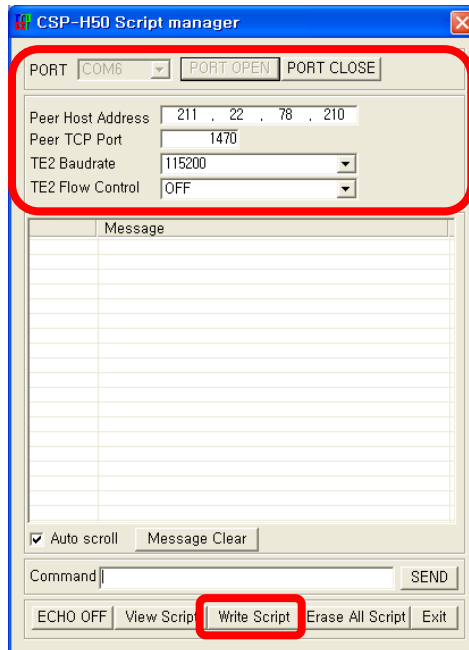 CSP-H50 Script manager
PORT COM6 PORT OPEN PORT CLOSE
Peer Host Address 211 . 22 . 78 . 210
Peer TCP Port 1470
TE2 Baudrate 115200
TE2 Flow Control OFF
Message
Auto scroll Message Clear
Command SEND
ECHO OFF View Script Write Script Erase All Script Exit